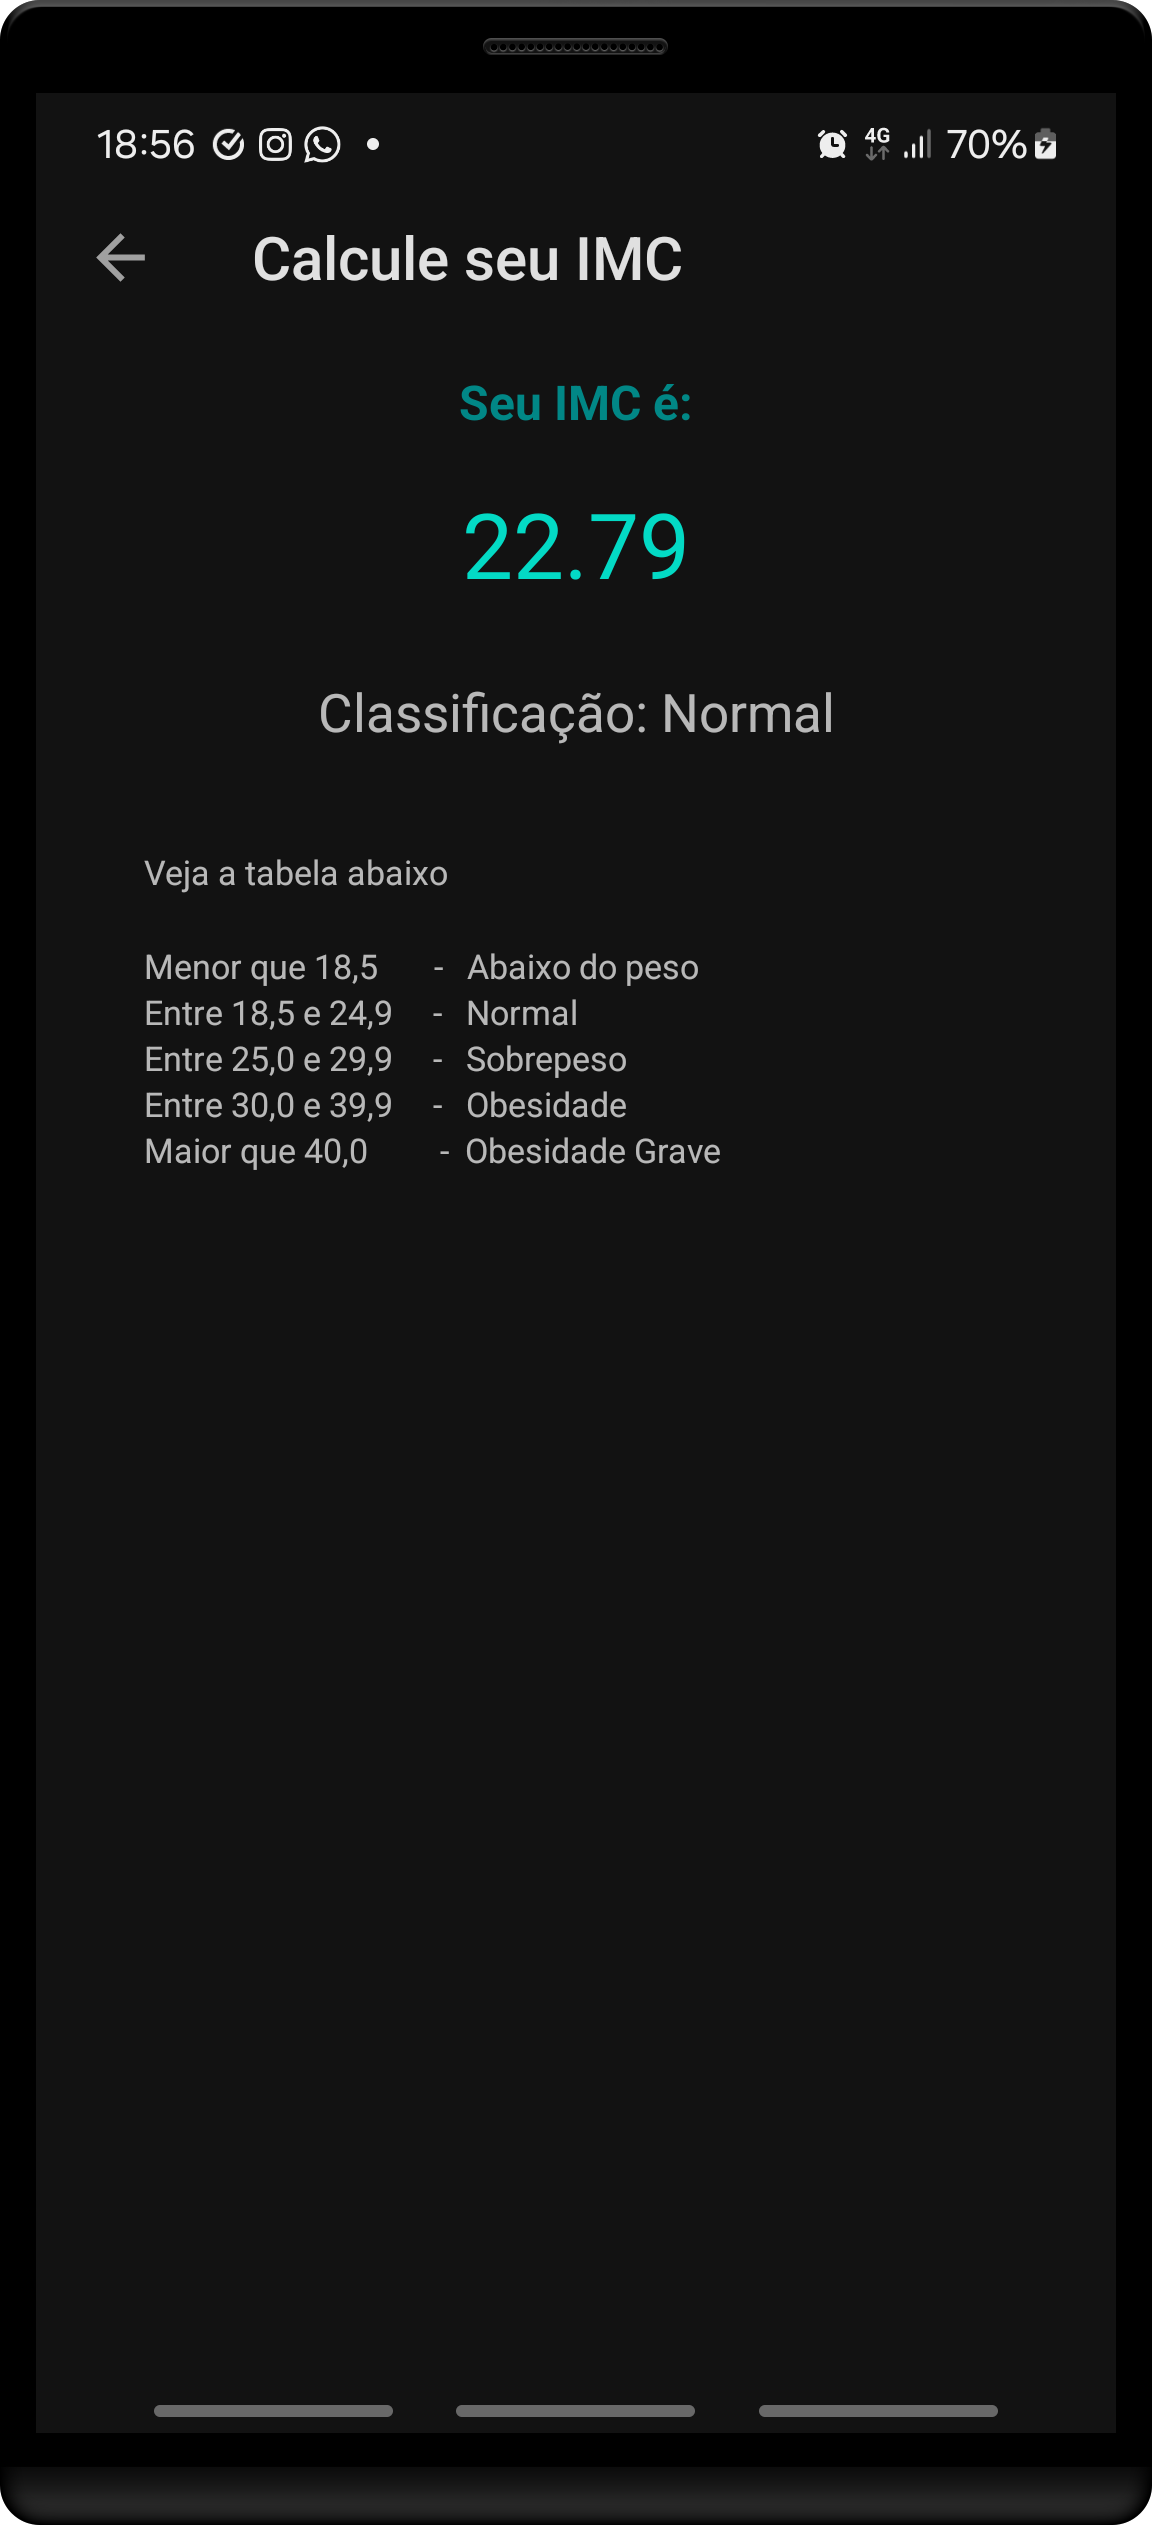 18:56 4G 70%
Calcule seu IMC
Seu IMC é:
22.79
Classificação: Normal
Veja a tabela abaixo
Menor que 18,5 - Abaixo do peso
Entre 18,5 e 24,9 - Normal
Entre 25,0 e 29,9 - Sobrepeso
Entre 30,0 e 39,9 - Obesidade
Maior que 40,0 - Obesidade Grave